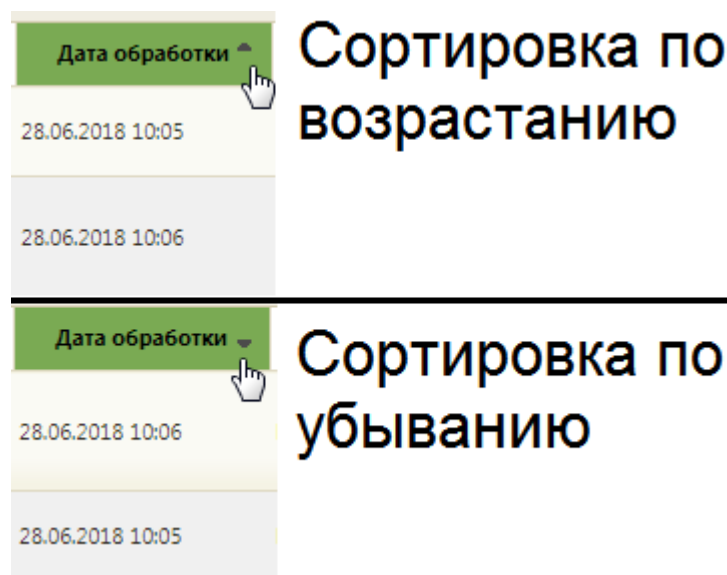 Дата обработки
Сортировка по
возрастанию
28.06.2018 10:05
28.06.2018 10:06
Дата обработки
Сортировка по
убыванию
28.06.2018 10:06
28.06.2018 10:05